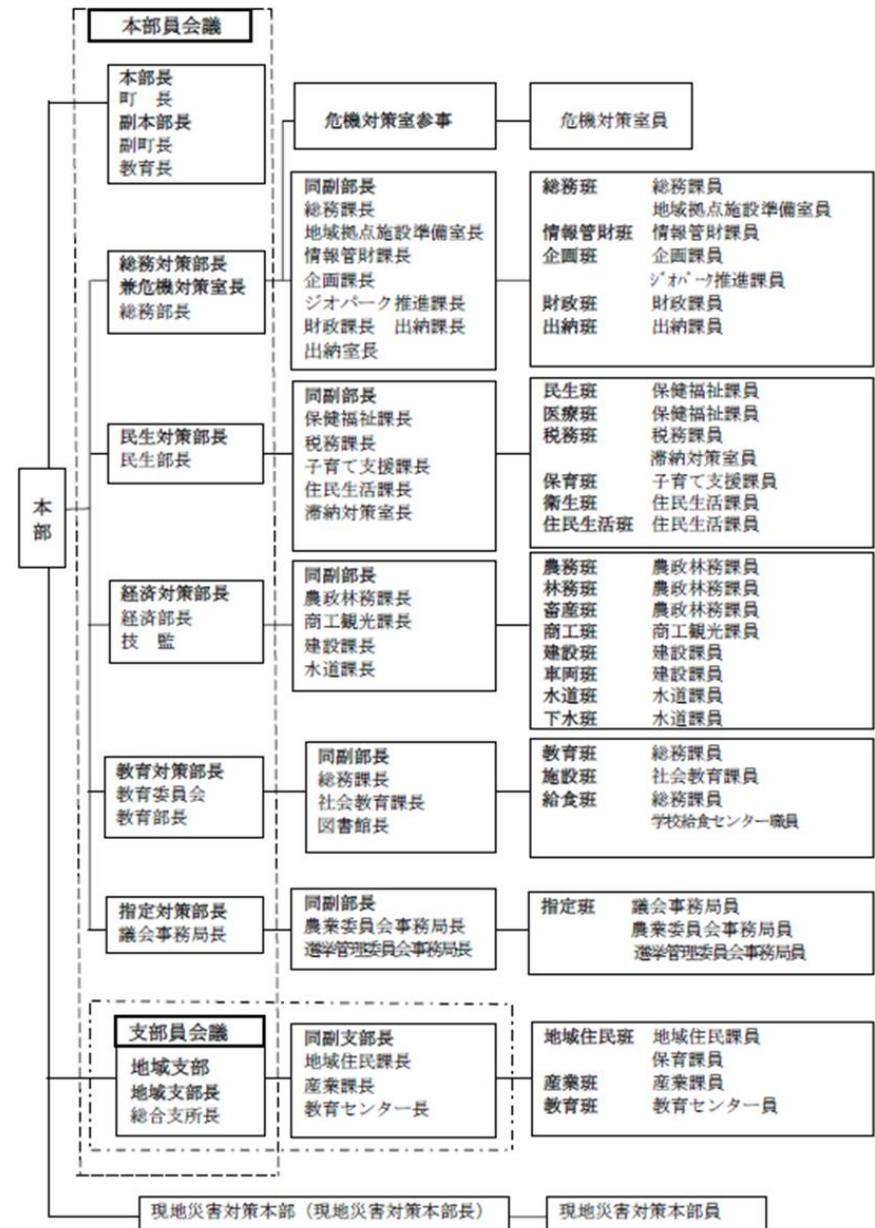 本部員会議
本部長
町　長
副本部長
副町長
教育長
危機対策室参事
危機対策室員
総務対策部長
兼危機対策室長
総務部長
同副部長
総務課長
地域拠点施設準備室長
情報管財課長
企画課長
ジオパーク推進課長
財政課長　出納課長
出納室長
総務班　総務課員
地域拠点施設準備室員
情報管財班　情報管財課員
企画班　企画課員
ジオパーク推進課員
財政班　財政課員
出納班　出納課員
民生対策部長
民生部長
同副部長
保健福祉課長
税務課長
子育て支援課長
住民生活課長
滞納対策室長
民生班　保健福祉課員
医療班　保健福祉課員
税務班　税務課員
滞納対策室員
保育班　子育て支援課員
衛生班　住民生活課員
住民生活班　住民生活課員
本
部
経済対策部長
経済部長
技　監
同副部長
農政林務課長
商工観光課長
建設課長
水道課長
農務班　農政林務課員
林務班　農政林務課員
畜産班　農政林務課員
商工班　商工観光課員
建設班　建設課員
車両班　建設課員
水道班　水道課員
下水班　水道課員
教育対策部長
教育委員会
教育部長
同副部長
総務課長
社会教育課長
図書館長
教育班　総務課員
施設班　社会教育課員
給食班　総務課員
学校給食センター職員
指定対策部長
議会事務局長
同副部長
農業委員会事務局長
選挙管理委員会事務局長
指定班　議会事務局員
農業委員会事務局員
選挙管理委員会事務局員
支部員会議
地域支部
地域支部長
総合支所長
同副支部長
地域住民課長
産業課長
教育センター長
地域住民班　地域住民課員
保育課員
産業班　産業課員
教育班　教育センター員
現地災害対策本部（現地災害対策本部長）
現地災害対策本部員